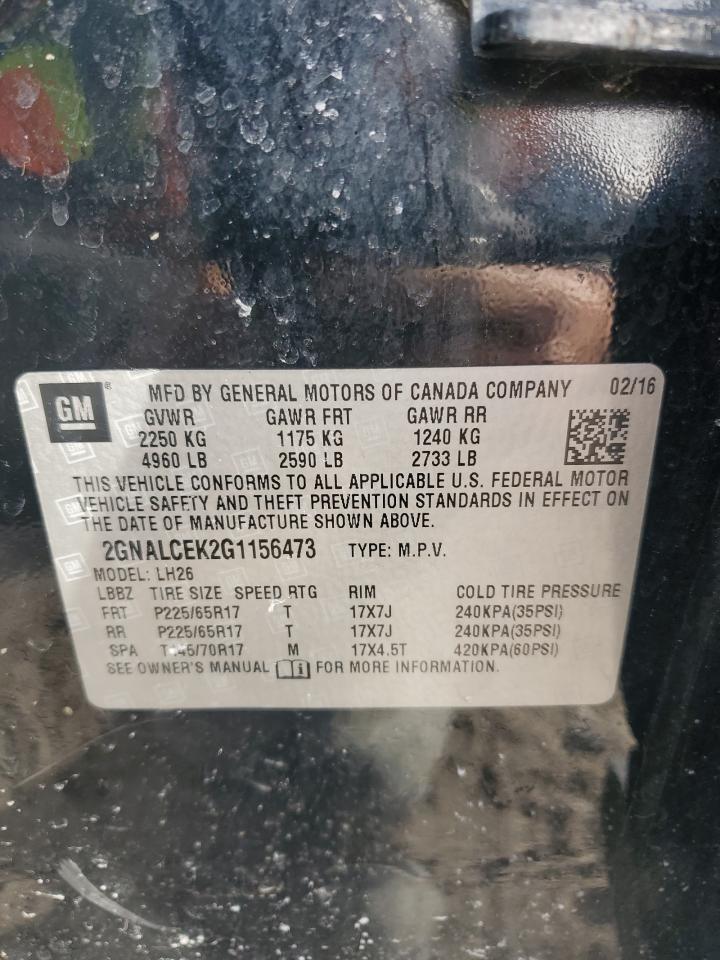 GM ® MFD BY GENERAL MOTORS OF CANADA COMPANY 02/16
GVWR GAWR FRT GAWR RR
2250 KG 1175 KG 1240 KG
4960 LB 2590 LB 2733 LB
THIS VEHICLE CONFORMS TO ALL APPLICABLE U.S. FEDERAL MOTOR
VEHICLE SAFETY AND THEFT PREVENTION STANDARDS IN EFFECT ON
THE DATE OF MANUFACTURE SHOWN ABOVE.
2GNALCEK2G1156473 TYPE: M.P.V.
MODEL: LH26
LBBZ TIRE SIZE SPEED RTG RIM COLD TIRE PRESSURE
FRT P225/65R17 T 17X7J 240KPA(35PSI)
RR P225/65R17 T 17X7J 240KPA(35PSI)
SPA M 17X4.5T 420KPA(60PSI)
SEE OWNER'S MANUAL FOR MORE INFORMATION.